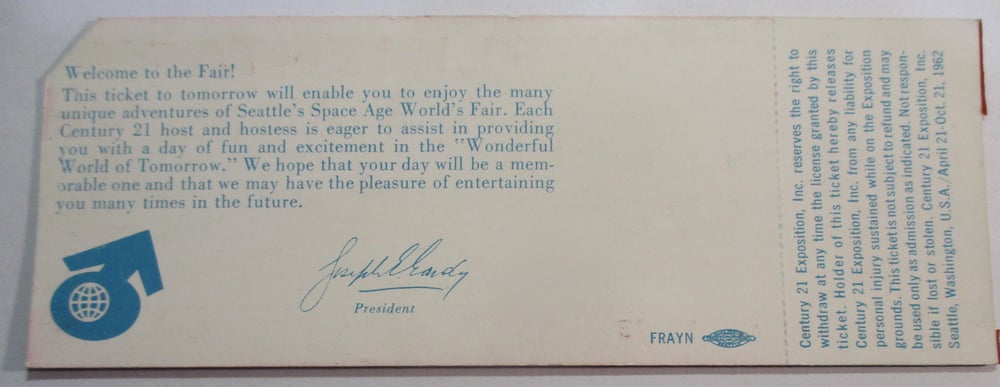 Welcome to the Fair!
This ticket to tomorrow will enable you to enjoy the many
unique adventures of Seattle's Space Age World's Fair. Each
Century 21 host and hostess is eager to assist in providing
you with a day of fun and excitement in the "Wonderful
World of Tomorrow." We hope that your day will be a mem-
orable one and that we may have the pleasure of entertaining
you many times in the future.
Joseph E. Gandy
President
FRAYN
Century 21 Exposition, Inc. reserves the right to
withdraw at any time the license granted by this
ticket. Holder of this ticket hereby releases
Century 21 Exposition, Inc. from any liability for
personal injury sustained while on the Exposition
grounds. This ticket is not subject to refund and may
be used only as admission as indicated. Not respon-
sible if lost or stolen. Century 21 Exposition, Inc.
Seattle, Washington, U.S.A./April 21-Oct. 21, 1962